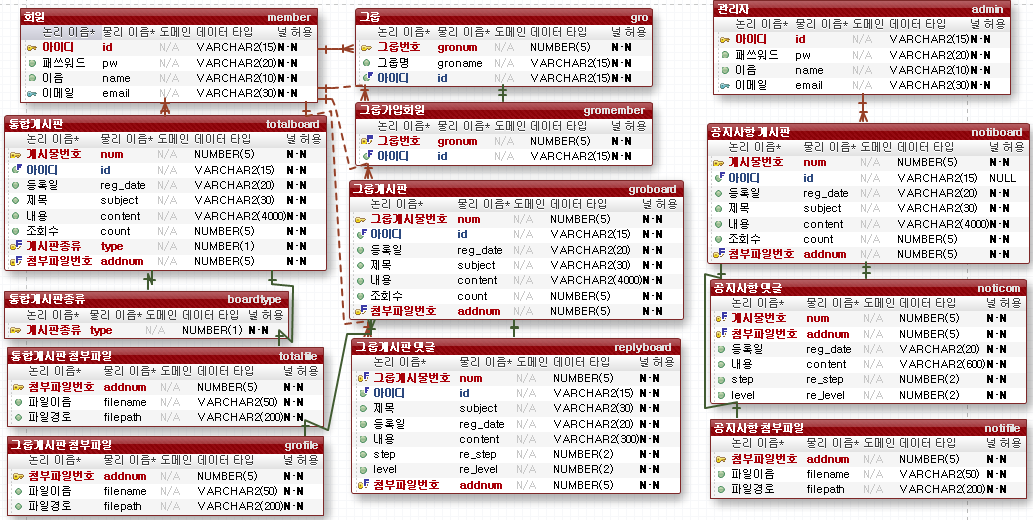 회원 member
논리 이름* 물리 이름* 도메인 데이터 타입 널 허용
아이디 id N/A VARCHAR2(15) N-N
패쓰워드 pw N/A VARCHAR2(20) N-N
이음 name N/A VARCHAR2(10) N-N
이메일 email N/A VARCHAR2(30) N-N
그룹 gro
논리 이름* 물리 이름* 도메인 데이터 타입 널 허용
그룹번호 gronum N/A NUMBER(5) N-N
그룹명 groname N/A VARCHAR2(15) N-N
아이디 id N/A VARCHAR2(15) N-N
관리자 admin
논리 이름* 물리 이름* 도메인 데이터 타입 널 허용
아이디 id N/A VARCHAR2(15) N-N
패쓰워드 pw N/A VARCHAR2(20) N-N
이음 name N/A VARCHAR2(10) N-N
이메일 email N/A VARCHAR2(30) N-N
그룹가입회원 gromember
논리 이름* 물리 이름* 도메인 데이터 타입 널 허용
그룹번호 gronum N/A NUMBER(5) N-N
아이디 id N/A VARCHAR2(15) N-N
통합게시판 totalboard
논리 이름* 물리 이름* 도메인 데이터 타입 널 허용
게시물번호 num N/A NUMBER(5) N-N
아이디 id N/A VARCHAR2(15) N-N
등록일 reg_date N/A VARCHAR2(20) N-N
제목 subject N/A VARCHAR2(30) N-N
내용 content N/A VARCHAR2(4000) N-N
조회수 count N/A NUMBER(5) N-N
게시판종류 type N/A NUMBER(1) N-N
첨부파일번호 addnum N/A NUMBER(5) N-N
공지사항 게시판 notiboard
논리 이름* 물리 이름* 도메인 데이터 타입 널 허용
게시물번호 num N/A NUMBER(5) N-N
아이디 id N/A VARCHAR2(15) NULL
등록일 reg_date N/A VARCHAR2(20) N-N
제목 subject N/A VARCHAR2(30) N-N
내용 content N/A VARCHAR2(4000) N-N
조회수 count N/A NUMBER(5) N-N
첨부파일번호 addnum N/A NUMBER(5) N-N
그룹게시판 groboard
논리 이름* 물리 이름* 도메인 데이터 타입 널 허용
그룹게시물번호 num N/A NUMBER(5) N-N
아이디 id N/A VARCHAR2(15) N-N
등록일 reg_date N/A VARCHAR2(20) N-N
제목 subject N/A VARCHAR2(30) N-N
내용 content N/A VARCHAR2(4000) N-N
조회수 count N/A NUMBER(5) N-N
첨부파일번호 addnum N/A NUMBER(5) N-N
통합게시판종류 boardtype
논리 이름* 물리 이름* 도메인 데이터 타입 널 허용
게시판종류 type N/A NUMBER(1) N-N
공지사항 댓글 noticom
논리 이름* 물리 이름* 도메인 데이터 타입 널 허용
게시물번호 num N/A NUMBER(5) N-N
첨부파일번호 addnum N/A NUMBER(5) N-N
등록일 reg_date N/A VARCHAR2(20) N-N
내용 content N/A VARCHAR2(600) N-N
step re_step N/A NUMBER(2) N-N
level re_level N/A NUMBER(2) N-N
통합게시판 첨부파일 totalfile
논리 이름* 물리 이름* 도메인 데이터 타입 널 허용
첨부파일번호 addnum N/A NUMBER(5) N-N
파일이음 filename N/A VARCHAR2(50) N-N
파일경로 filepath N/A VARCHAR2(200) N-N
그룹게시판 댓글 replyboard
논리 이름* 물리 이름* 도메인 데이터 타입 널 허용
그룹게시물번호 num N/A NUMBER(5) N-N
아이디 id N/A VARCHAR2(15) N-N
제목 subject N/A VARCHAR2(30) N-N
등록일 reg_date N/A VARCHAR2(20) N-N
내용 content N/A VARCHAR2(300) N-N
step re_step N/A NUMBER(2) N-N
level re_level N/A NUMBER(2) N-N
첨부파일번호 addnum N/A NUMBER(5) N-N
그룹게시판 첨부파일 grofile
논리 이름* 물리 이름* 도메인 데이터 타입 널 허용
첨부파일번호 addnum N/A NUMBER(5) N-N
파일이음 filename N/A VARCHAR2(50) N-N
파일경로 filepath N/A VARCHAR2(200) N-N
공지사항 첨부파일 notifile
논리 이름* 물리 이름* 도메인 데이터 타입 널 허용
첨부파일번호 addnum N/A NUMBER(5) N-N
파일이음 filename N/A VARCHAR2(50) N-N
파일경로 filepath N/A VARCHAR2(200) N-N